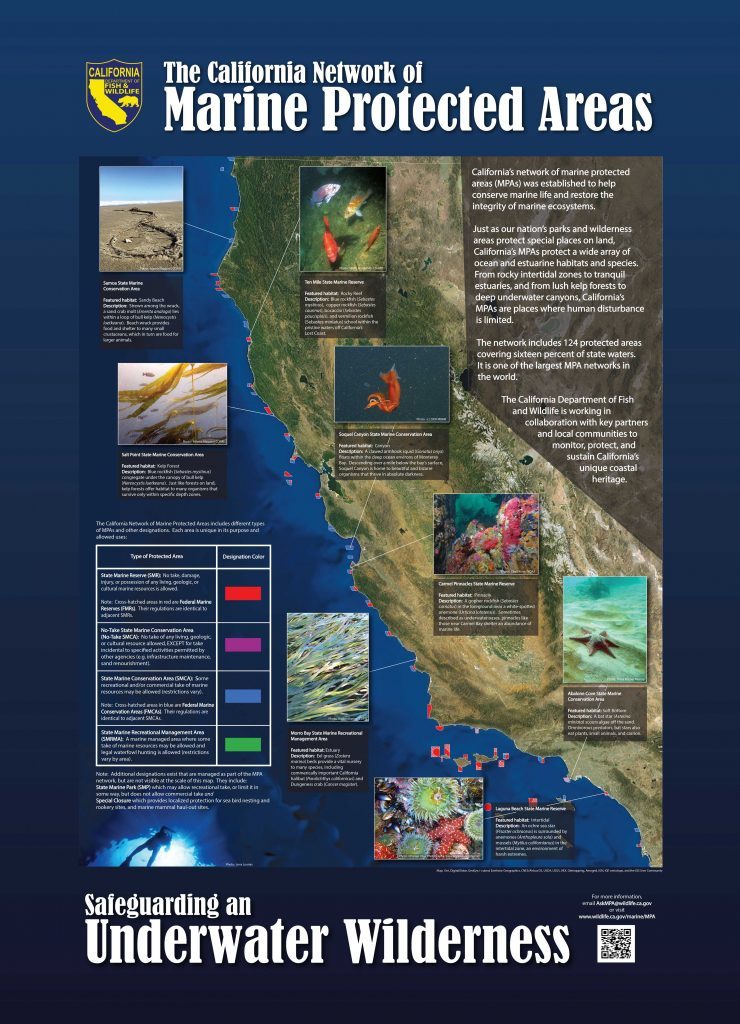 CALIFORNIA
DEPARTMENT OF
FISH &
WILDLIFE
The California Network of
Marine Protected Areas
California's network of marine protected
areas (MPAs) was established to help
conserve marine life and restore the
integrity of marine ecosystems.
Just as our nation's parks and wilderness
areas protect special places on land,
California's MPAs protect a wide array of
ocean and estuarine habitats and species.
From rocky intertidal zones to tranquil
estuaries, and from lush kelp forests to
deep underwater canyons, California's
MPAs are places where human disturbance
is limited.
The network includes 124 protected areas
covering sixteen percent of state waters.
It is one of the largest MPA networks in
the world.
The California Department of Fish
and Wildlife is working in
collaboration with key partners
and local communities to
monitor, protect, and
sustain California's
unique coastal
heritage.
Samoa State Marine
Conservation Area
Featured habitat: Sandy Beach
Description: Strewn among the wrack,
a sand crab molt (Emerita analoga) lies
within a loop of bull kelp (Nereocystis
luetkeana). Beach wrack provides
food and shelter to many small
crustaceans, which in turn are food for
larger animals.
Ten Mile State Marine Reserve
Featured habitat: Rocky Reef
Description: Blue rockfish (Sebastes
mystinus), copper rockfish (Sebastes
caurinus), bocaccio (Sebastes
paucispinis), and vermilion rockfish
(Sebastes miniatus) school within the
pristine waters off California's
Lost Coast.
Salt Point State Marine Conservation Area
Featured habitat: Kelp Forest
Description: Blue rockfish (Sebastes mystinus)
congregate under the canopy of bull kelp
(Nereocystis luetkeana). Just like forests on land,
kelp forests offer habitat to many organisms that
survive only within specific depth zones.
Soquel Canyon State Marine Conservation Area
Featured habitat: Canyon
Description: A clawed armhook squid (Gonatus onyx)
floats within the deep ocean environs of Monterey
Bay. Descending over a mile below the bay's surface,
Soquel Canyon is home to beautiful and bizarre
organisms that thrive in absolute darkness.
Carmel Pinnacles State Marine Reserve
Featured habitat: Pinnacle
Description: A gopher rockfish (Sebastes
carnatus) in the foreground near a white-spotted
anemone (Urticina lofotensis). Sometimes
described as underwater oases, pinnacles like
those near Carmel Bay shelter an abundance of
marine life.
Abalone Cove State Marine
Conservation Area
Featured habitat: Soft Bottom
Morro Bay State Marine Recreational
Management Area
Featured habitat: Estuary
Description: Eel grass (Zostera
marina) beds provide a vital nursery
to many species, including
commercially important California
halibut (Paralichthys californicus) and
Dungeness crab (Cancer magister).
Laguna Beach State Marine Reserve
Featured habitat: Intertidal
Description: An ochre sea star
(Pisaster ochraceus) is surrounded by
anemones (Anthopleura sola) and
mussels (Mytilus californianus) in the
intertidal zone, an environment of
harsh extremes.
The California Network of Marine Protected Areas includes different types
of MPAs and other designations. Each area is unique in its purpose and
allowed uses:
Type of Protected Area
Designation Color
State Marine Reserve (SMR): No take, damage,
injury, or possession of any living, geologic, or
cultural marine resources is allowed.
Note: Cross-hatched areas in red are Federal Marine
Reserves (FMRs). Their regulations are identical to
adjacent SMRs.
No-Take State Marine Conservation Area
(No-Take SMCA): No take of any living, geologic,
or cultural resource allowed, EXCEPT for take
incidental to specified activities permitted by
other agencies (e.g. infrastructure maintenance,
sand renourishment).
State Marine Conservation Area (SMCA): Some
recreational and/or commercial take of marine
resources may be allowed (restrictions vary).
Note: Cross-hatched areas in blue are Federal Marine
Conservation Areas (FMCAs). Their regulations are
identical to adjacent SMCAs.
State Marine Recreational Management Area
(SMRMA): A marine managed area where some
take of marine resources may be allowed and
legal waterfowl hunting is allowed (restrictions
vary by area).
Note: Additional designations exist that are managed as part of the MPA
network, but are not visible at the scale of this map. They include:
State Marine Park (SMP) which may allow recreational take, or limit it in
some way, but does not allow commercial take and
Special Closure which provides localized protection for sea bird nesting and
rookery sites, and marine mammal haul-out sites.
Safeguarding an
Underwater Wilderness
For more information,
email AskMPA@wildlife.ca.gov
or visit
www.wildlife.ca.gov/marine/MPA